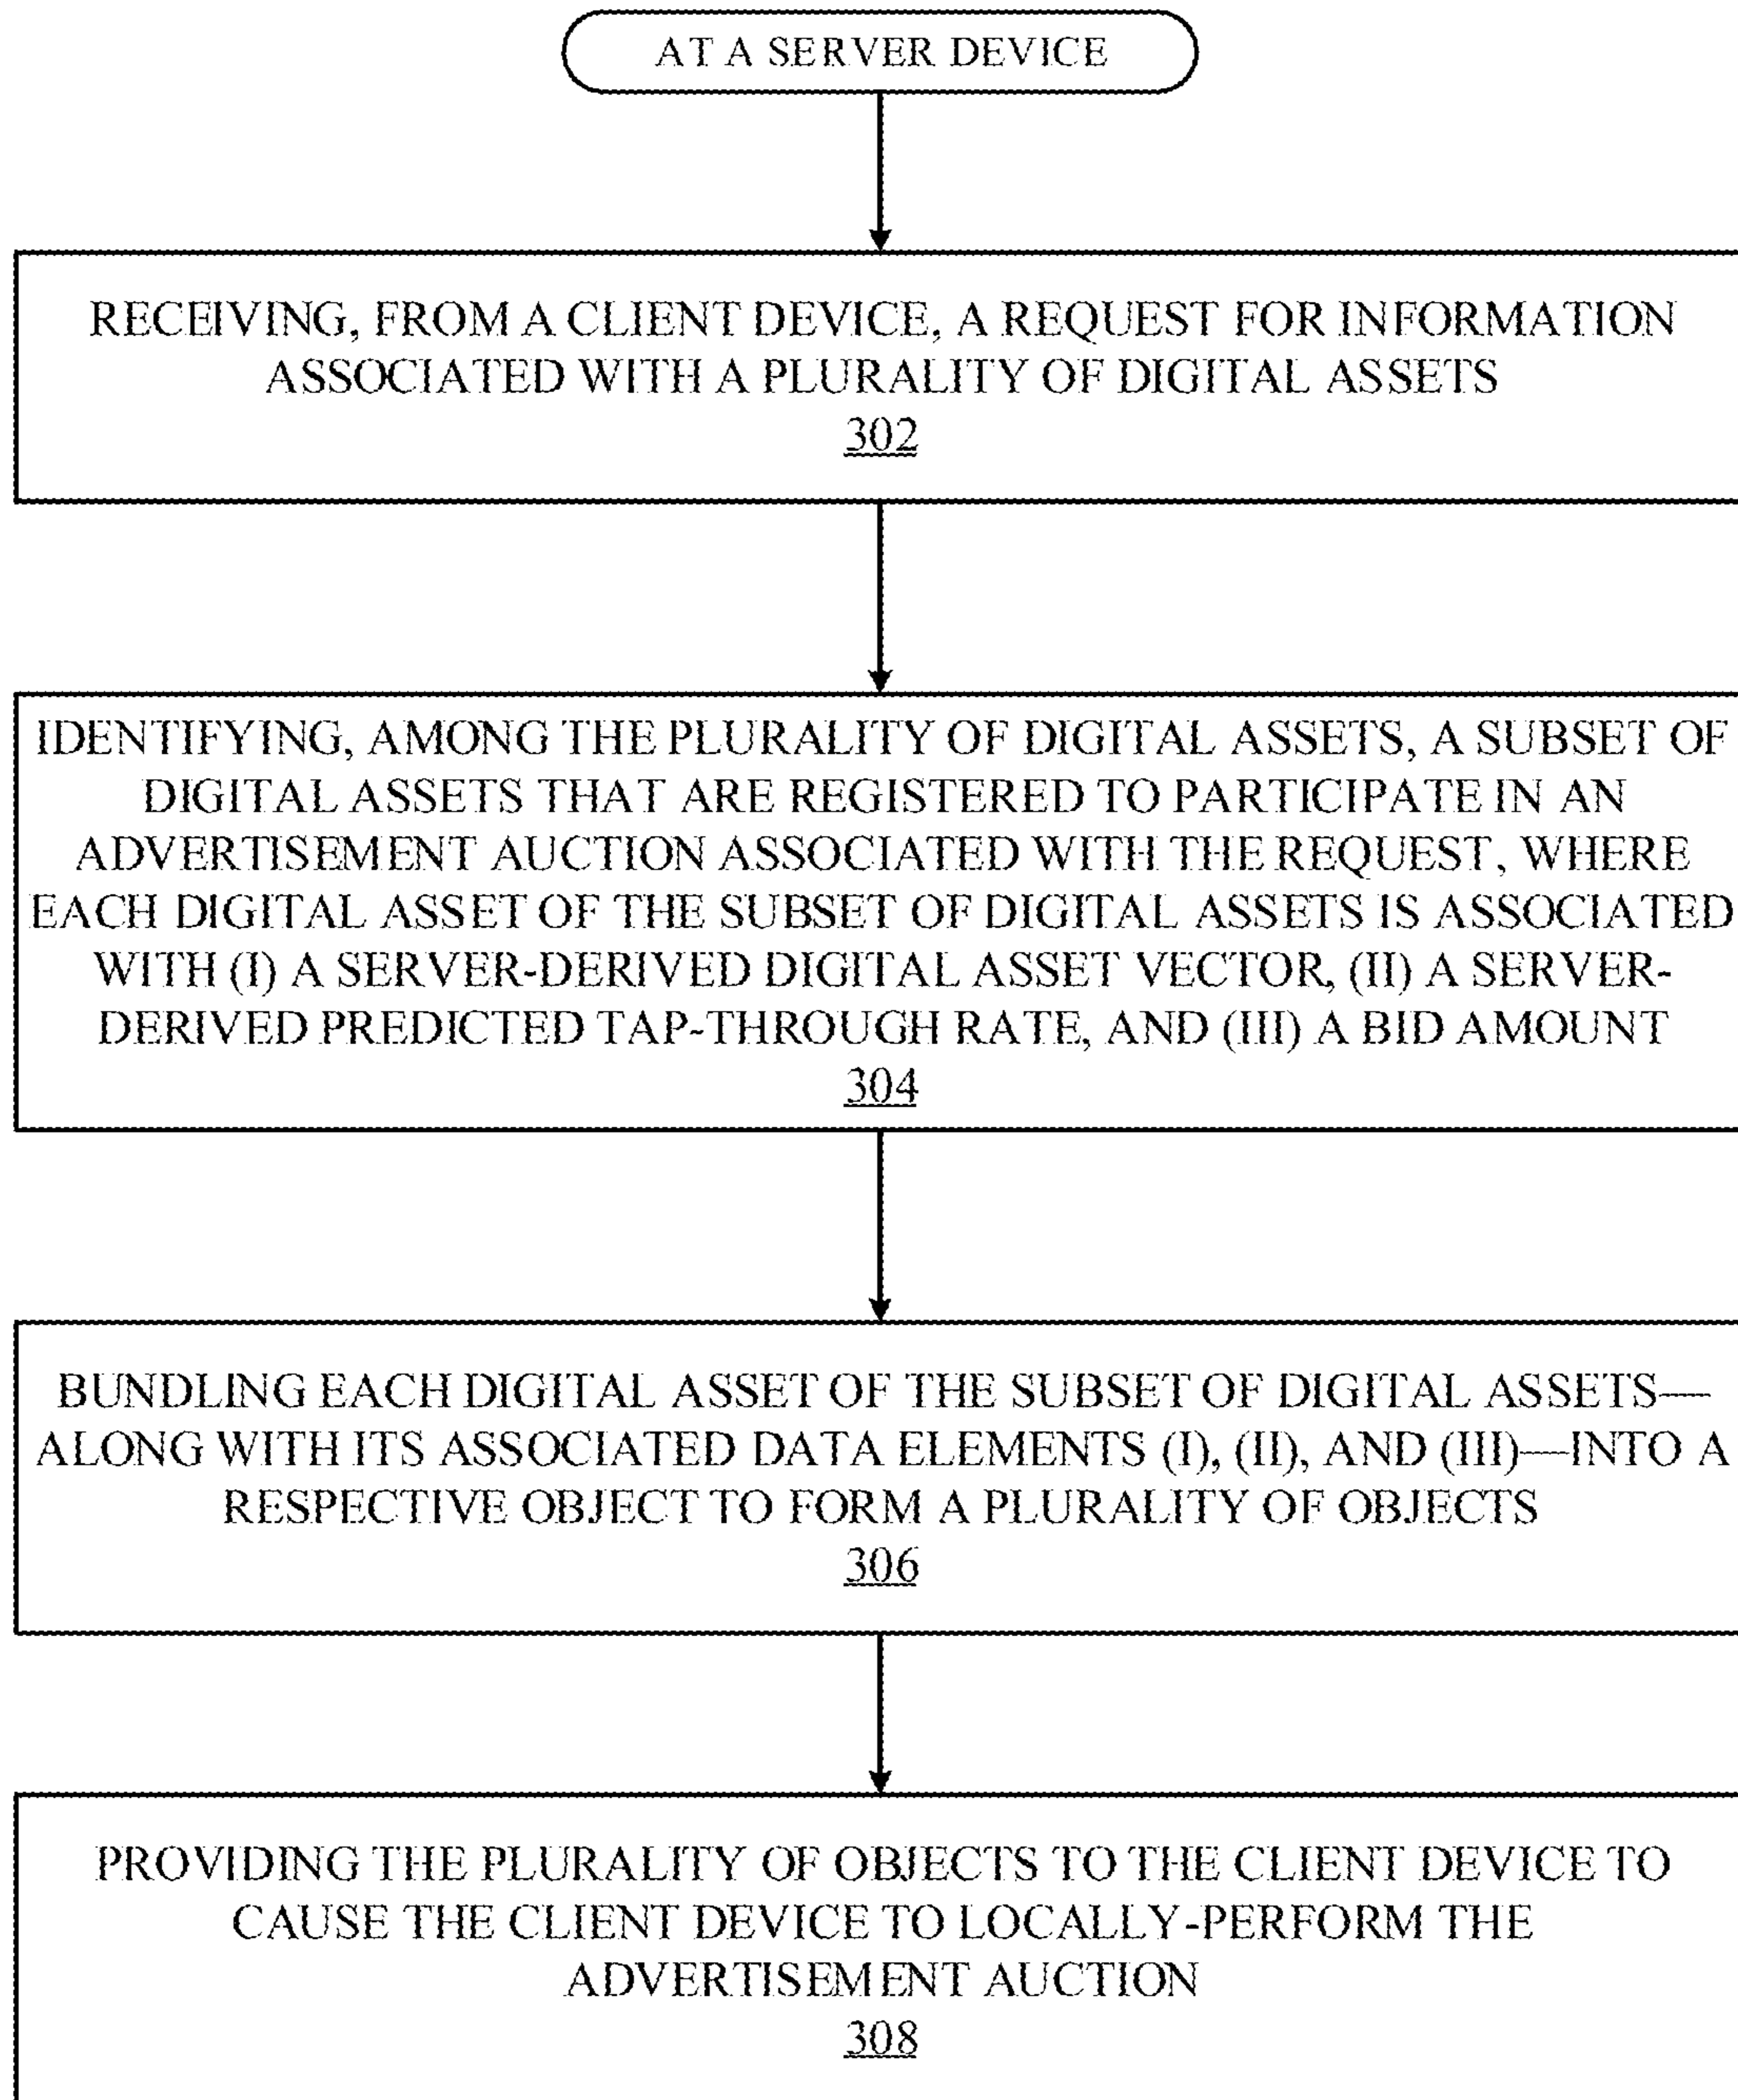 AT A SERVER DEVICE
RECEIVING, FROM A CLIENT DEVICE, A REQUEST FOR INFORMATION
ASSOCIATED WITH A PLURALITY OF DIGITAL ASSETS
302
IDENTIFYING, AMONG THE PLURALITY OF DIGITAL ASSETS, A SUBSET OF
DIGITAL ASSETS THAT ARE REGISTERED TO PARTICIPATE IN AN
ADVERTISEMENT AUCTION ASSOCIATED WITH THE REQUEST, WHERE
EACH DIGITAL ASSET OF THE SUBSET OF DIGITAL ASSETS IS ASSOCIATED
WITH (I) A SERVER-DERIVED DIGITAL ASSET VECTOR, (II) A SERVER-
DERIVED PREDICTED TAP-THROUGH RATE, AND (III) A BID AMOUNT
304
BUNDLING EACH DIGITAL ASSET OF THE SUBSET OF DIGITAL ASSETS—
ALONG WITH ITS ASSOCIATED DATA ELEMENTS (I), (II), AND (III)—INTO A
RESPECTIVE OBJECT TO FORM A PLURALITY OF OBJECTS
306
PROVIDING THE PLURALITY OF OBJECTS TO THE CLIENT DEVICE TO
CAUSE THE CLIENT DEVICE TO LOCALLY-PERFORM THE
ADVERTISEMENT AUCTION
308